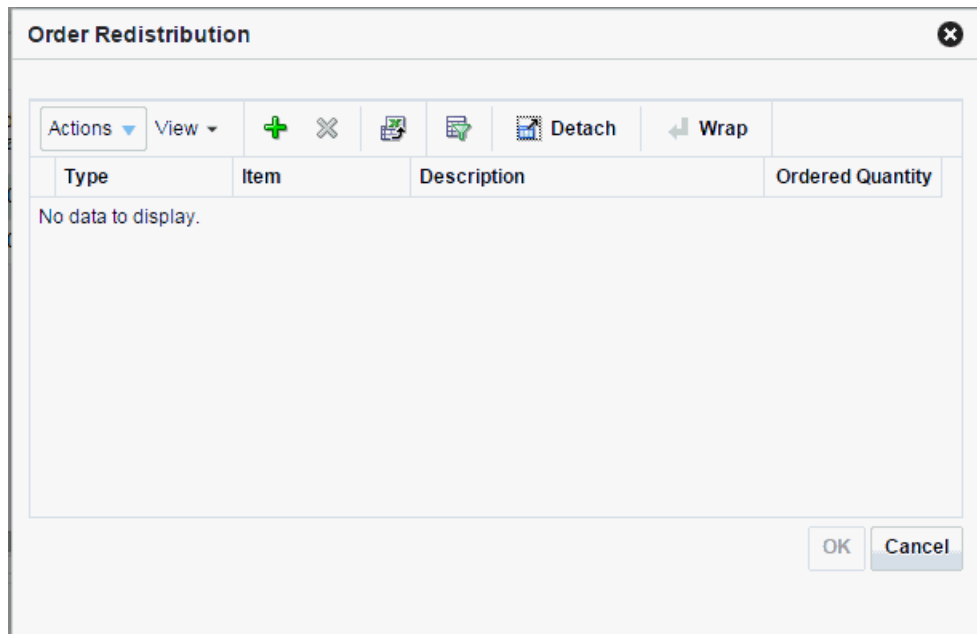 Order Redistribution
Actions View Detach Wrap
Type Item Description Ordered Quantity
No data to display.
OK Cancel